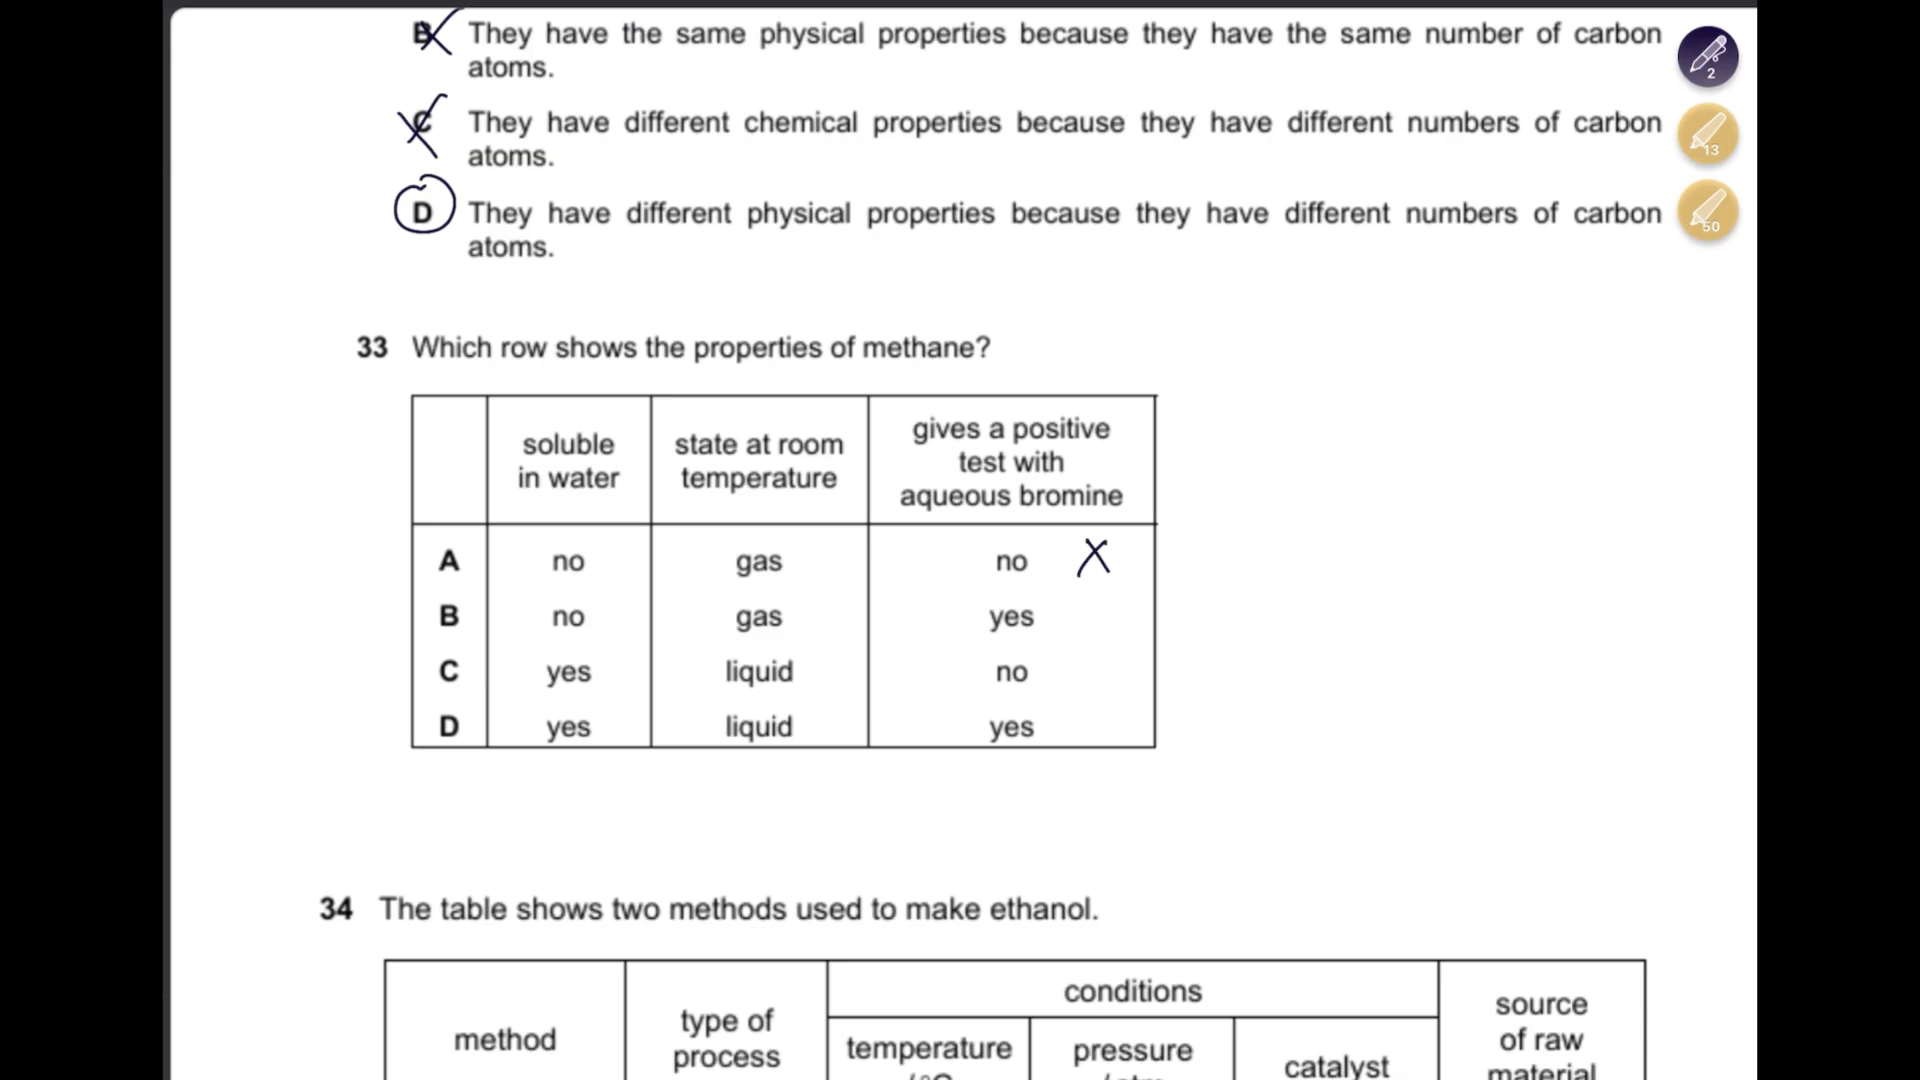 B They have the same physical properties because they have the same number of carbon
atoms.
C They have different chemical properties because they have different numbers of carbon
atoms.
D They have different physical properties because they have different numbers of carbon
atoms.
2
13
50
33 Which row shows the properties of methane?
soluble in water | state at room temperature | gives a positive test with aqueous bromine
A no gas no X
B no gas yes
C yes liquid no
D yes liquid yes
34 The table shows two methods used to make ethanol.
conditions
method
type of
process
temperature
pressure
catalyst
source
of raw
material